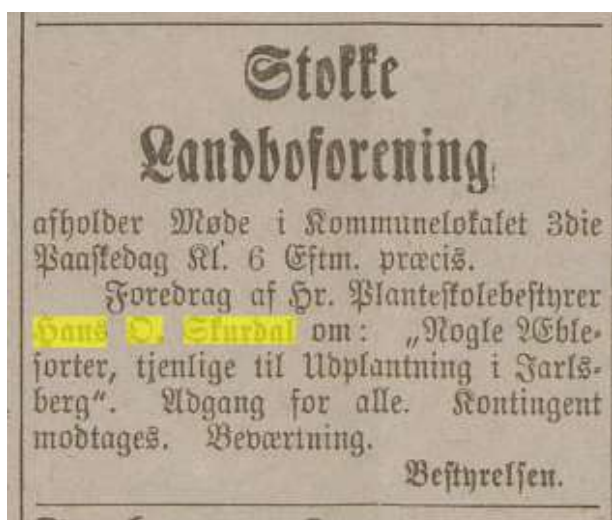 Stokke
Landboforening
afholder Møde i Kommunelokalet 3die
Paaskedag Kl. 6 Eftm. præcis.
Foredrag af Hr. Planteskolebestyrer
Hans O. Skurdal om: „Nogle Æble-
sorter, tjenlige til Udplantning i Jarls-
berg“. Adgang for alle. Kontingent
modtages. Beværtning.
Bestyrelsen.